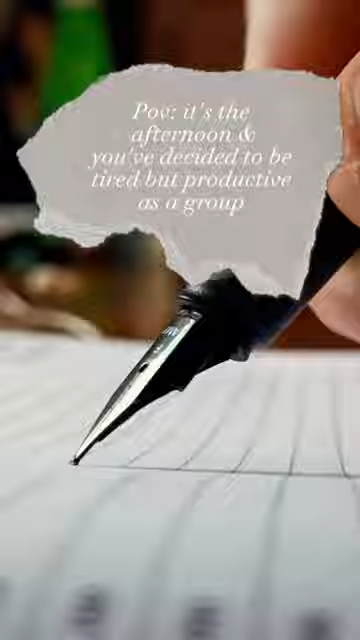 Pov: it's the
afternoon &
you've decided to be
tired but productive
as a group